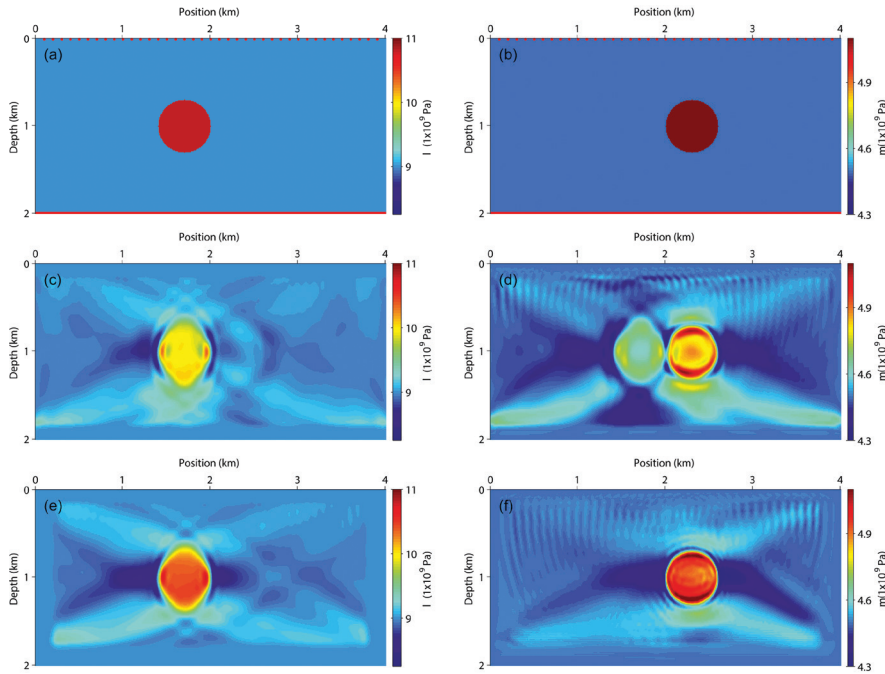 Position (km)
0 1 2 3 4
(a)
Depth (km)
0
1
2
11
10
9
l (1x10⁹ Pa)
Position (km)
0 1 2 3 4
(b)
Depth (km)
0
1
2
4.9
4.6
4.3
m(1x10⁹ Pa)
Position (km)
0 1 2 3 4
(c)
Depth (km)
0
1
2
11
10
9
l (1x10⁹ Pa)
Position (km)
0 1 2 3 4
(d)
Depth (km)
0
1
2
4.9
4.6
4.3
m(1x10⁹ Pa)
Position (km)
0 1 2 3 4
(e)
Depth (km)
0
1
2
11
10
9
l (1x10⁹ Pa)
Position (km)
0 1 2 3 4
(f)
Depth (km)
0
1
2
4.9
4.6
4.3
m(1x10⁹ Pa)